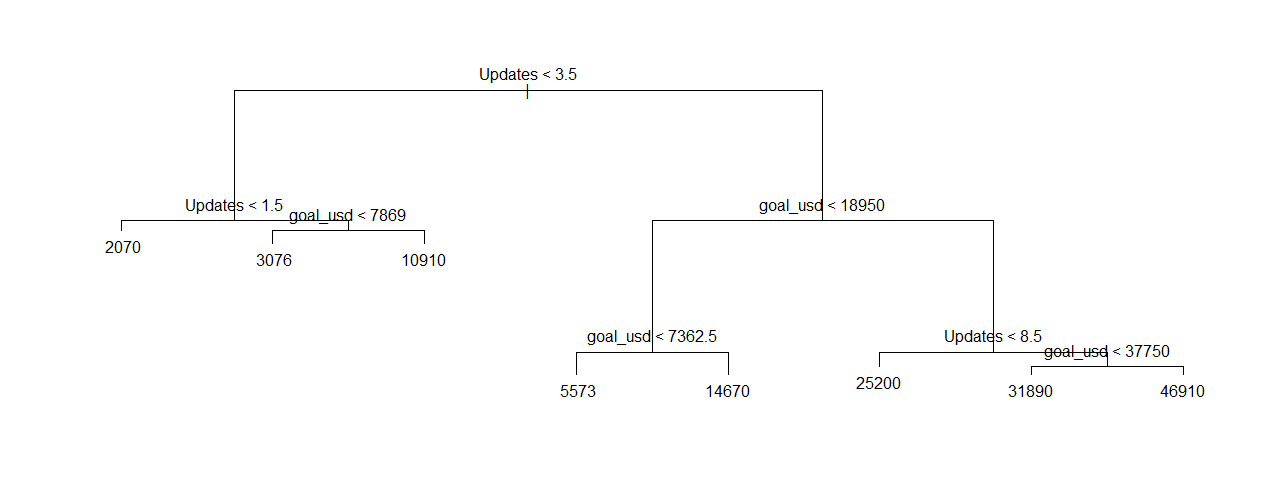 Updates < 3.5
Updates < 1.5
goal_usd < 18950
goal_usd < 7869
2070
3076
10910
goal_usd < 7362.5
Updates < 8.5
goal_usd < 37750
5573
14670
25200
31890
46910